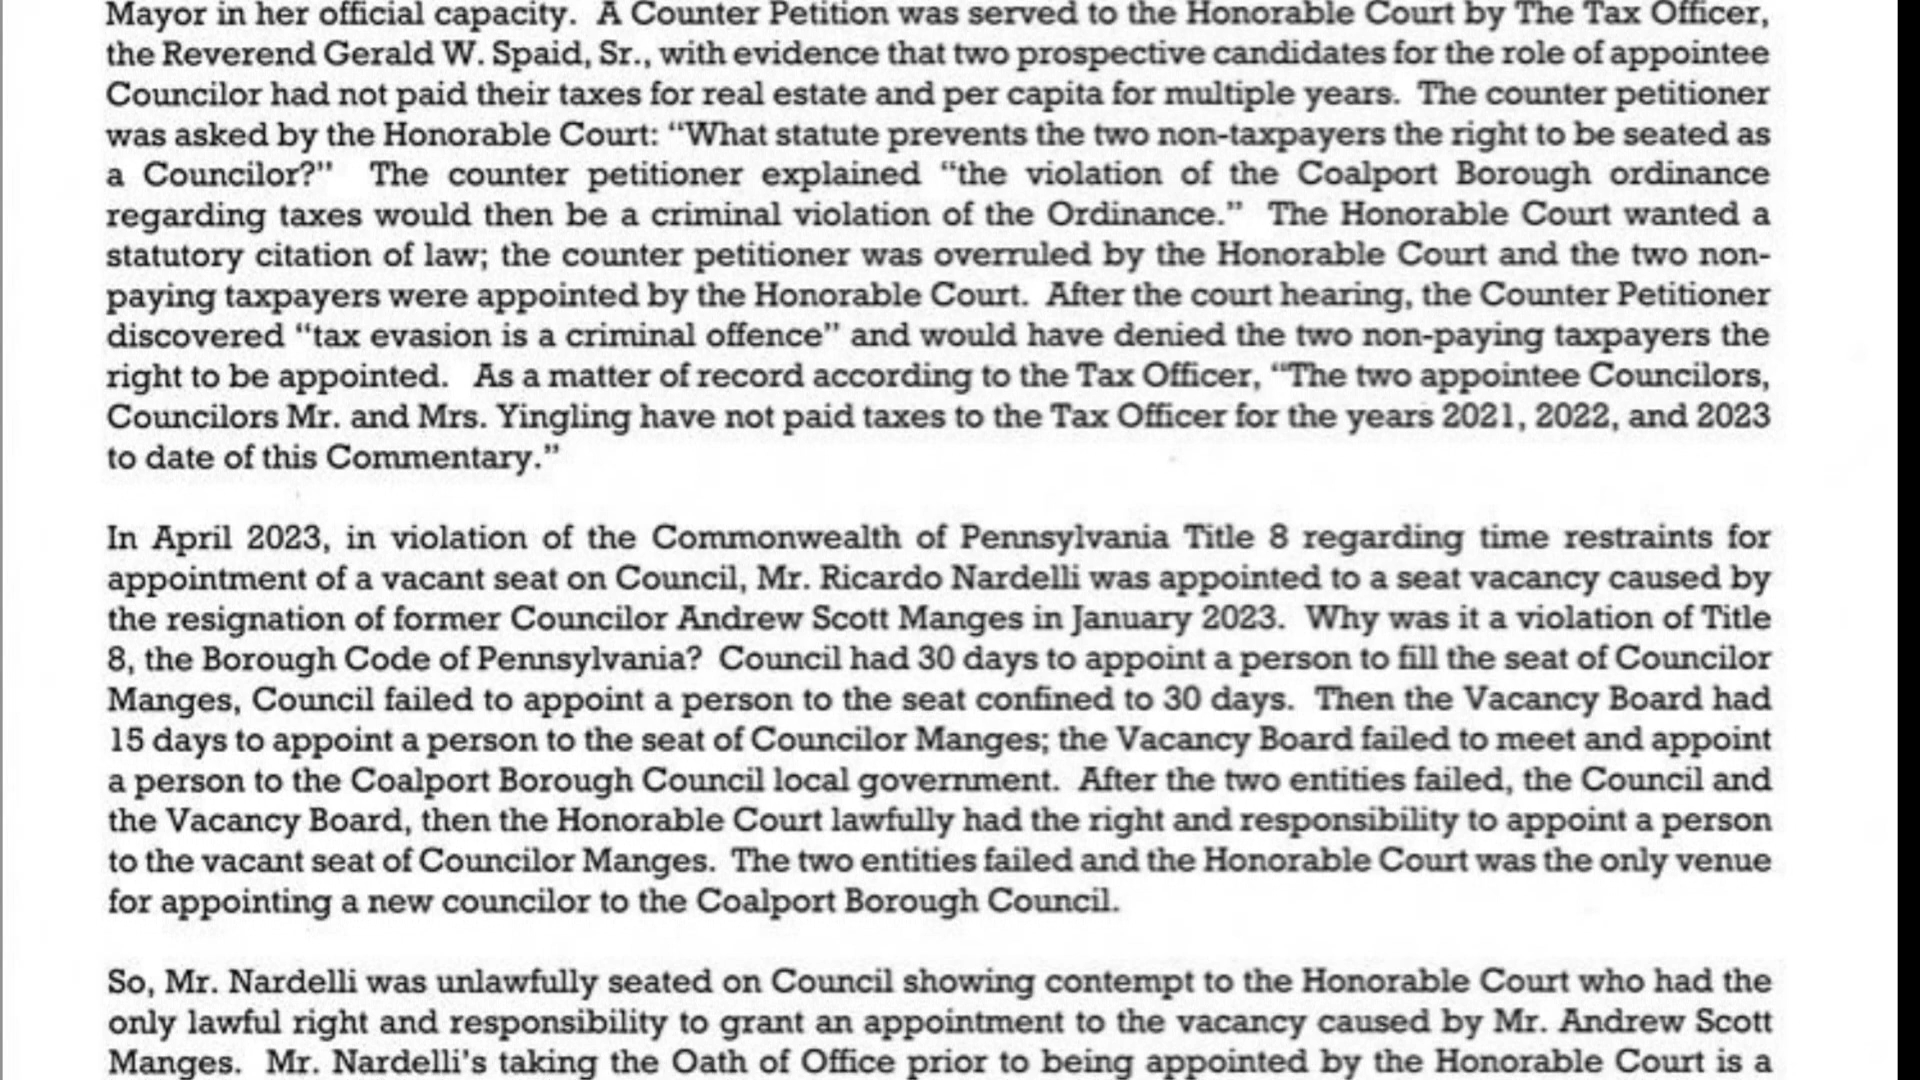 Mayor in her official capacity. A Counter Petition was served to the Honorable Court by The Tax Officer,
the Reverend Gerald W. Spaid, Sr., with evidence that two prospective candidates for the role of appointee
Councilor had not paid their taxes for real estate and per capita for multiple years. The counter petitioner
was asked by the Honorable Court: “What statute prevents the two non-taxpayers the right to be seated as
a Councilor?” The counter petitioner explained “the violation of the Coalport Borough ordinance
regarding taxes would then be a criminal violation of the Ordinance.” The Honorable Court wanted a
statutory citation of law; the counter petitioner was overruled by the Honorable Court and the two non-
paying taxpayers were appointed by the Honorable Court. After the court hearing, the Counter Petitioner
discovered “tax evasion is a criminal offence” and would have denied the two non-paying taxpayers the
right to be appointed. As a matter of record according to the Tax Officer, “The two appointee Councilors,
Councilors Mr. and Mrs. Yingling have not paid taxes to the Tax Officer for the years 2021, 2022, and 2023
to date of this Commentary.”
In April 2023, in violation of the Commonwealth of Pennsylvania Title 8 regarding time restraints for
appointment of a vacant seat on Council, Mr. Ricardo Nardelli was appointed to a seat vacancy caused by
the resignation of former Councilor Andrew Scott Manges in January 2023. Why was it a violation of Title
8, the Borough Code of Pennsylvania? Council had 30 days to appoint a person to fill the seat of Councilor
Manges, Council failed to appoint a person to the seat confined to 30 days. Then the Vacancy Board had
15 days to appoint a person to the seat of Councilor Manges; the Vacancy Board failed to meet and appoint
a person to the Coalport Borough Council local government. After the two entities failed, the Council and
the Vacancy Board, then the Honorable Court lawfully had the right and responsibility to appoint a person
to the vacant seat of Councilor Manges. The two entities failed and the Honorable Court was the only venue
for appointing a new councilor to the Coalport Borough Council.
So, Mr. Nardelli was unlawfully seated on Council showing contempt to the Honorable Court who had the
only lawful right and responsibility to grant an appointment to the vacancy caused by Mr. Andrew Scott
Manges. Mr. Nardelli's taking the Oath of Office prior to being appointed by the Honorable Court is a